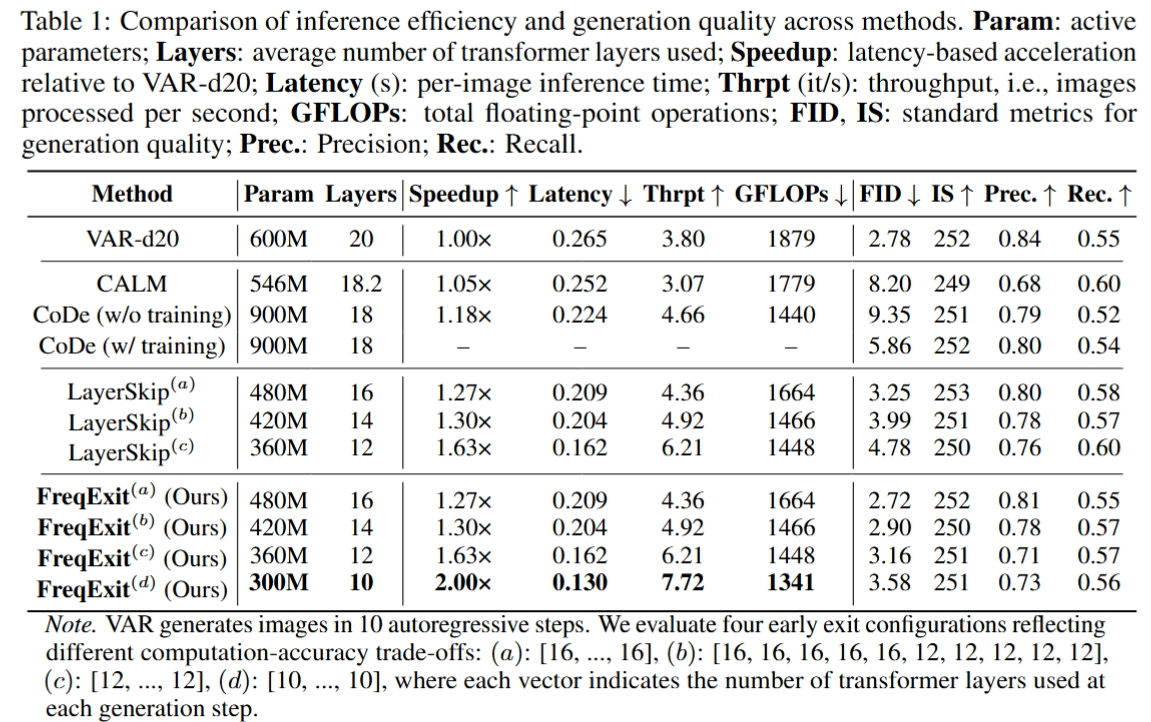 Table 1: Comparison of inference efficiency and generation quality across methods. Param: active
parameters; Layers: average number of transformer layers used; Speedup: latency-based acceleration
relative to VAR-d20; Latency (s): per-image inference time; Thrpt (it/s): throughput, i.e., images
processed per second; GFLOPs: total floating-point operations; FID, IS: standard metrics for
generation quality; Prec.: Precision; Rec.: Recall.
Method Param Layers Speedup ↑ Latency ↓ Thrpt ↑ GFLOPs ↓ FID ↓ IS ↑ Prec. ↑ Rec. ↑
VAR-d20 600M 20 1.00× 0.265 3.80 1879 2.78 252 0.84 0.55
CALM 546M 18.2 1.05× 0.252 3.07 1779 8.20 249 0.68 0.60
CoDe (w/o training) 900M 18 1.18× 0.224 4.66 1440 9.35 251 0.79 0.52
CoDe (w/ training) 900M 18 – – – – 5.86 252 0.80 0.54
LayerSkip(a) 480M 16 1.27× 0.209 4.36 1664 3.25 253 0.80 0.58
LayerSkip(b) 420M 14 1.30× 0.204 4.92 1466 3.99 251 0.78 0.57
LayerSkip(c) 360M 12 1.63× 0.162 6.21 1448 4.78 250 0.76 0.60
FreqExit(a) (Ours) 480M 16 1.27× 0.209 4.36 1664 2.72 252 0.81 0.55
FreqExit(b) (Ours) 420M 14 1.30× 0.204 4.92 1466 2.90 250 0.78 0.57
FreqExit(c) (Ours) 360M 12 1.63× 0.162 6.21 1448 3.16 251 0.71 0.57
FreqExit(d) (Ours) 300M 10 2.00× 0.130 7.72 1341 3.58 251 0.73 0.56
Note. VAR generates images in 10 autoregressive steps. We evaluate four early exit configurations reflecting
different computation-accuracy trade-offs: (a): [16, ..., 16], (b): [16, 16, 16, 16, 16, 12, 12, 12, 12, 12],
(c): [12, ..., 12], (d): [10, ..., 10], where each vector indicates the number of transformer layers used at
each generation step.